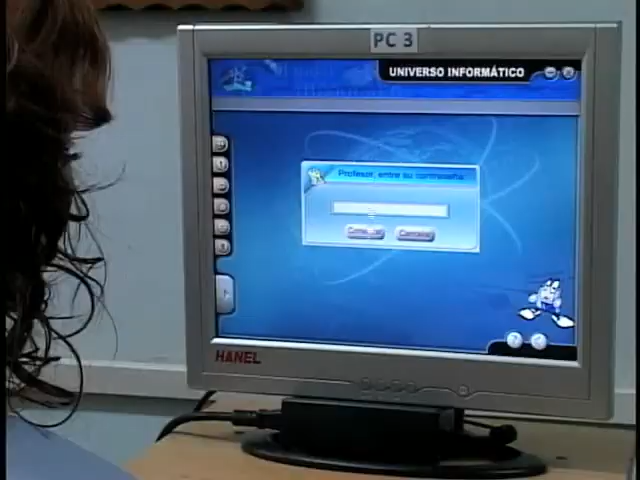 PC 3
UNIVERSO INFORMÁTICO
Profesor, entre su contraseña
HANEL